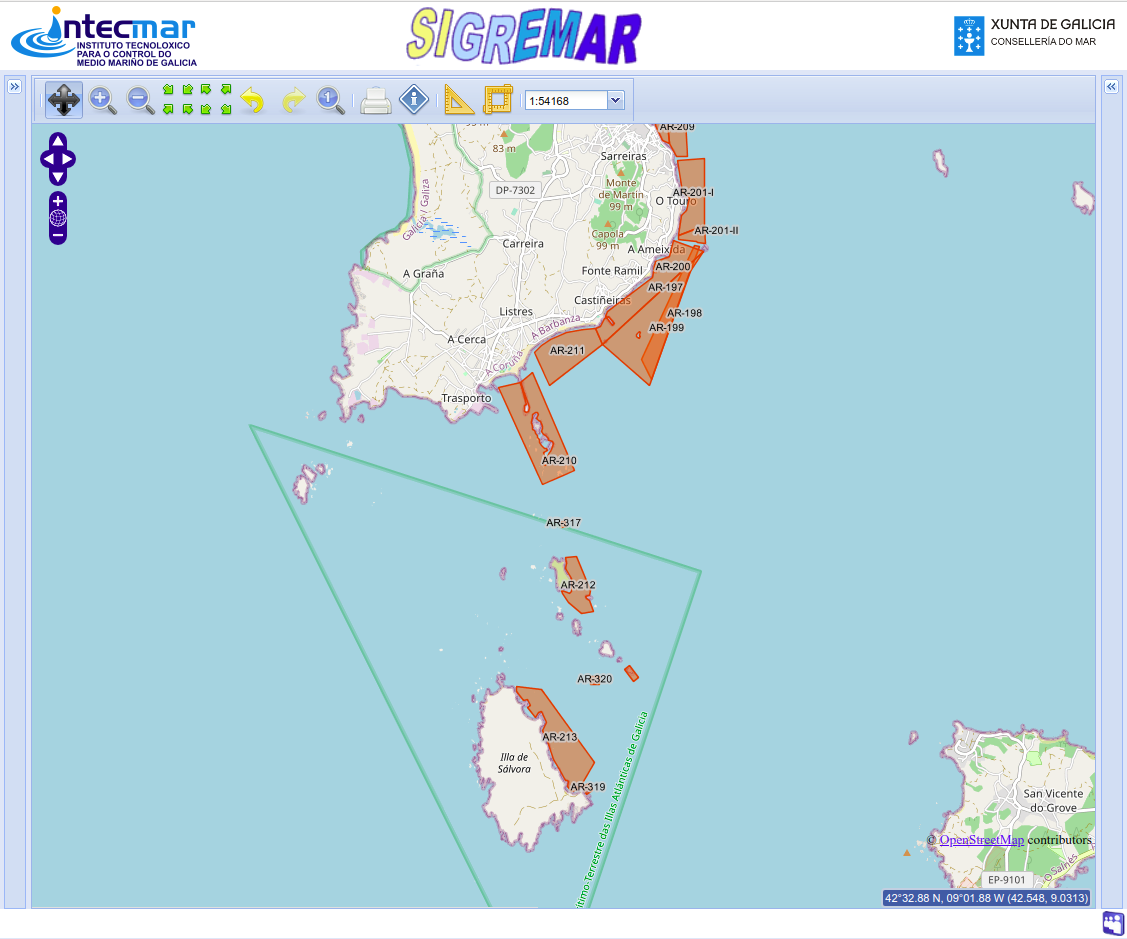 intecmar
INSTITUTO TECNOLÓXICO
PARA O CONTROL DO
MEDIO MARIÑO DE GALICIA
SIGREMAR
XUNTA DE GALICIA
CONSELLERÍA DO MAR
1
1:54168
AR-209
83 m
Sarreiras
DP-7302
Monte
de Martin
99 m
AR-201-I
O Touro
Galicia / Galiza
AR-201-II
Capola
99 m
Carreira
A Ameixida
AR-200
A Graña
Fonte Ramil
AR-197
Castiñeiras
Listres
AR-198
A Barbanza
AR-199
A Cerca
AR-211
A Coruña
Trasporto
AR-210
AR-317
AR-212
AR-320
AR-213
Illa de
Sálvora
AR-319
ítimo-Terrestre das Illas Atlánticas de Galicia
San Vicente
do Grove
© OpenStreetMap contributors
O Salnés
EP-9101
42°32.88 N, 09°01.88 W (42.548, 9.0313)